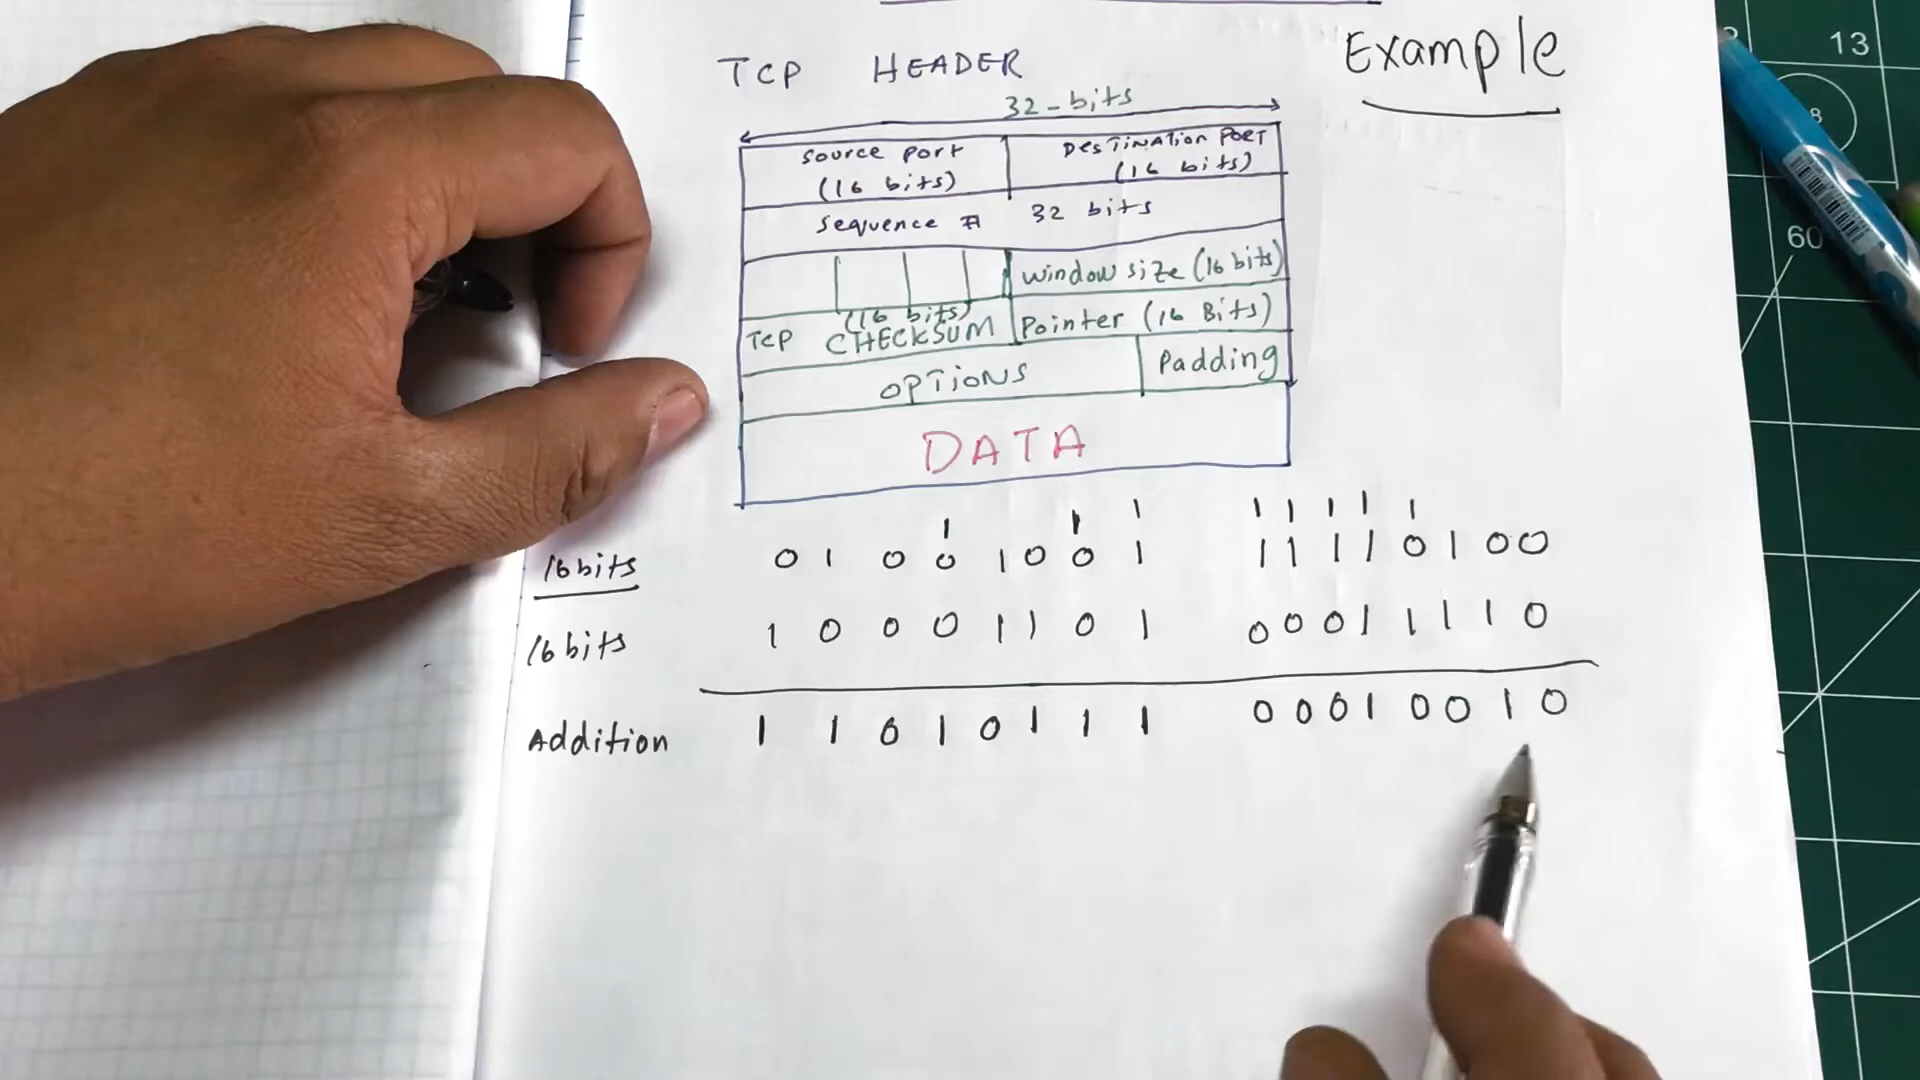 TCP HEADER
Example
32-bits
Source Port
(16 bits)
DESTINATION PORT
(16 bits)
Sequence # 32 bits
window size (16 bits)
(16 bits)
TCP CHECKSUM
Pointer (16 Bits)
OPTIONS
Padding
DATA
1 1 1 1 1 1 1 1
16bits 0 1 0 0 1 0 0 1 1 1 1 1 0 1 0 0
16bits 1 0 0 0 1 1 0 1 0 0 0 1 1 1 1 0
Addition 1 1 0 1 0 1 1 1 0 0 0 1 0 0 1 0
13
8
60